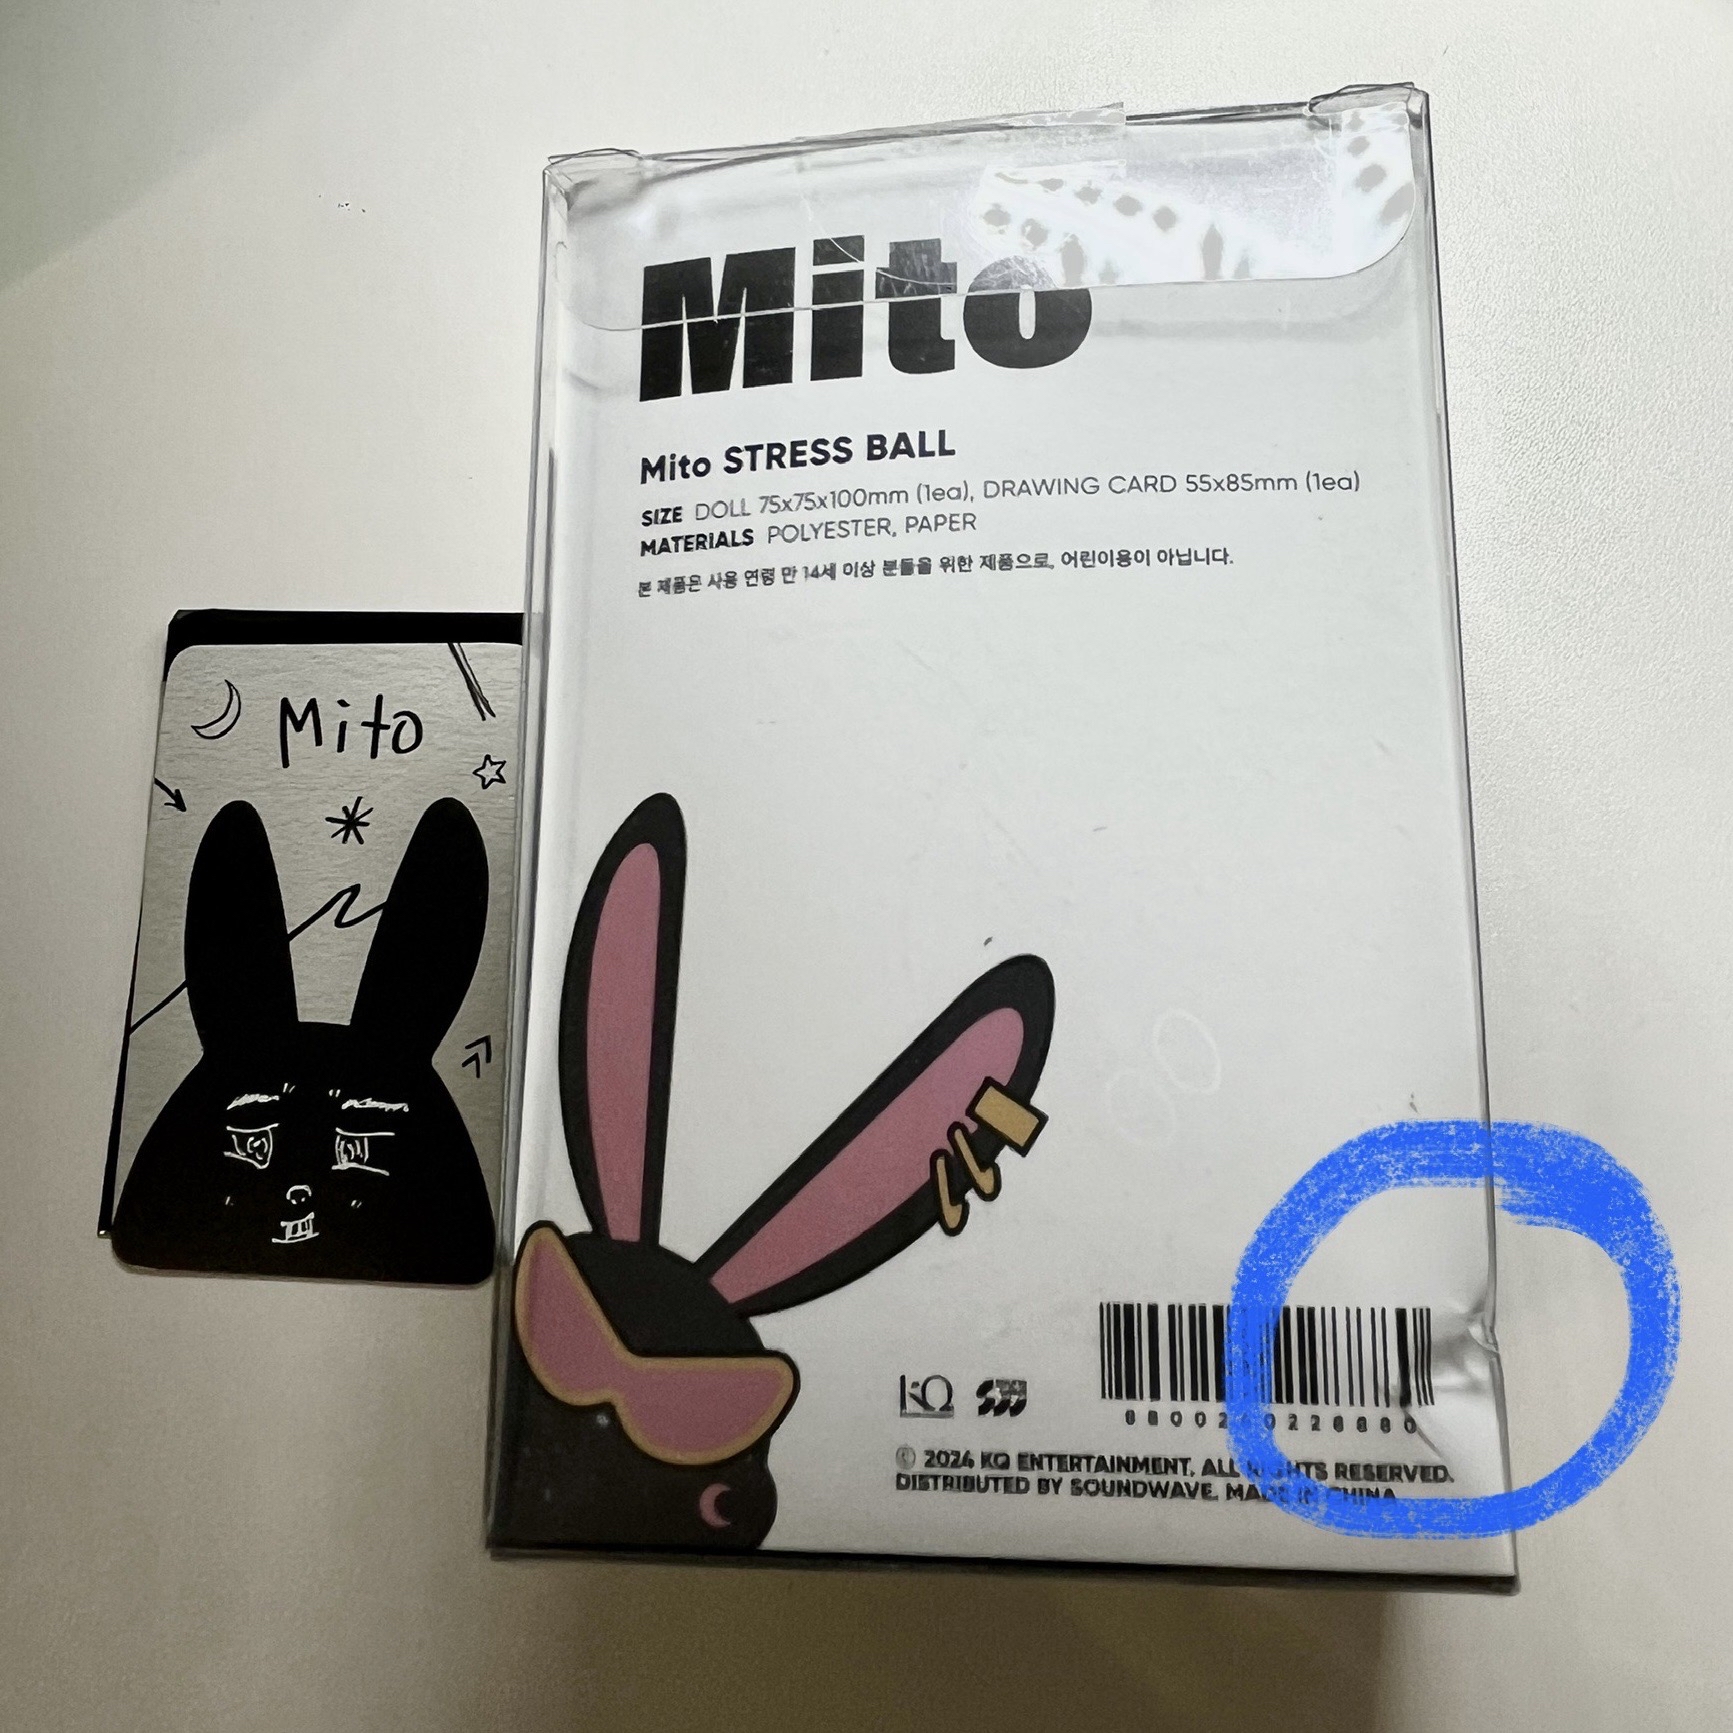 Mito
Mito STRESS BALL
SIZE DOLL 75x75x100mm (1ea), DRAWING CARD 55x85mm (1ea)
MATERIALS POLYESTER, PAPER
본 제품은 사용 연령 만 14세 이상 분들을 위한 제품으로, 어린이용이 아닙니다.
Mito
KQ
© 2024 KQ ENTERTAINMENT, ALL RIGHTS RESERVED.
DISTRIBUTED BY SOUNDWAVE. MADE IN CHINA